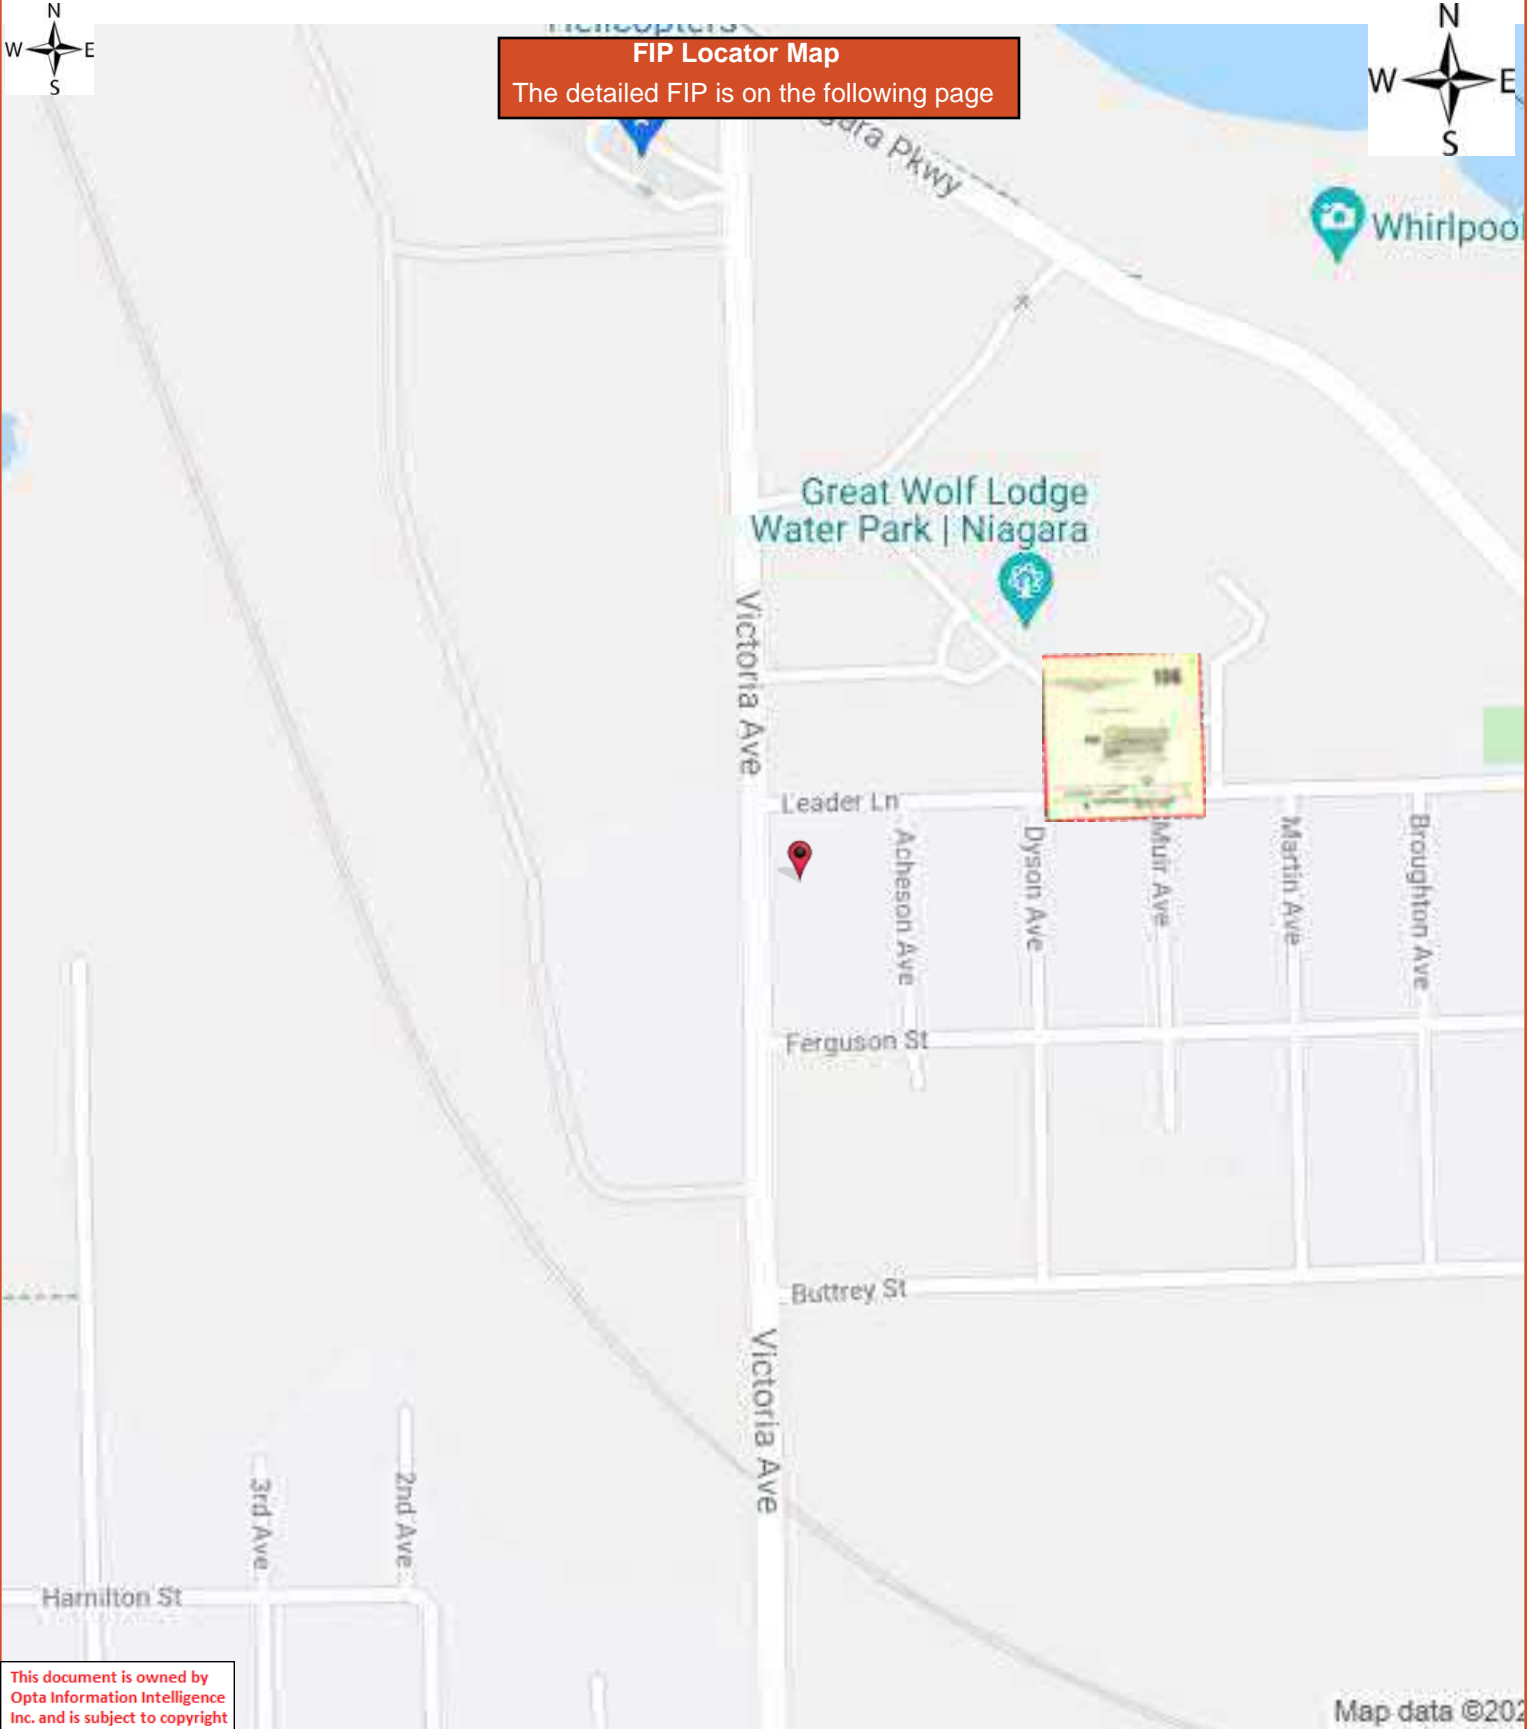 N
W E
S
Helicopters
FIP Locator Map
The detailed FIP is on the following page
N
W E
S
Pkwy
Whirlpool
Great Wolf Lodge
Water Park | Niagara
Victoria Ave
106
Leader Ln
Acheson Ave
Dyson Ave
Muir Ave
Martin Ave
Broughton Ave
Ferguson St
Buttrey St
Victoria Ave
3rd Ave
2nd Ave
Hamilton St
This document is owned by
Opta Information Intelligence
Inc. and is subject to copyright
Map data ©202